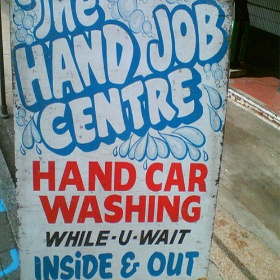 The
HAND JOB
CENTRE
HAND CAR
WASHING
WHILE-U-WAIT
INSiDE & OUT